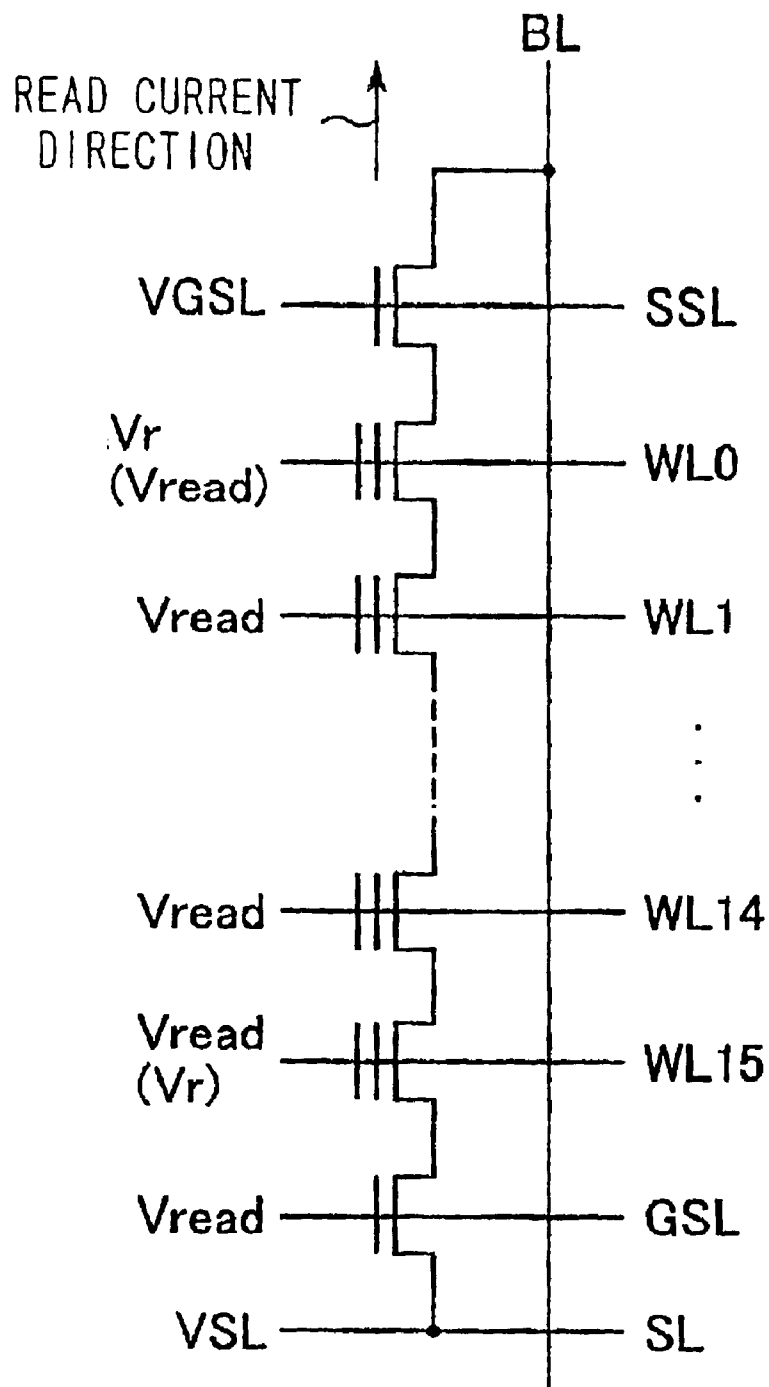 BL
READ CURRENT
DIRECTION
VGSL
SSL
Vr
(Vread)
WL0
Vread
WL1
Vread
WL14
Vread
(Vr)
WL15
Vread
GSL
VSL
SL